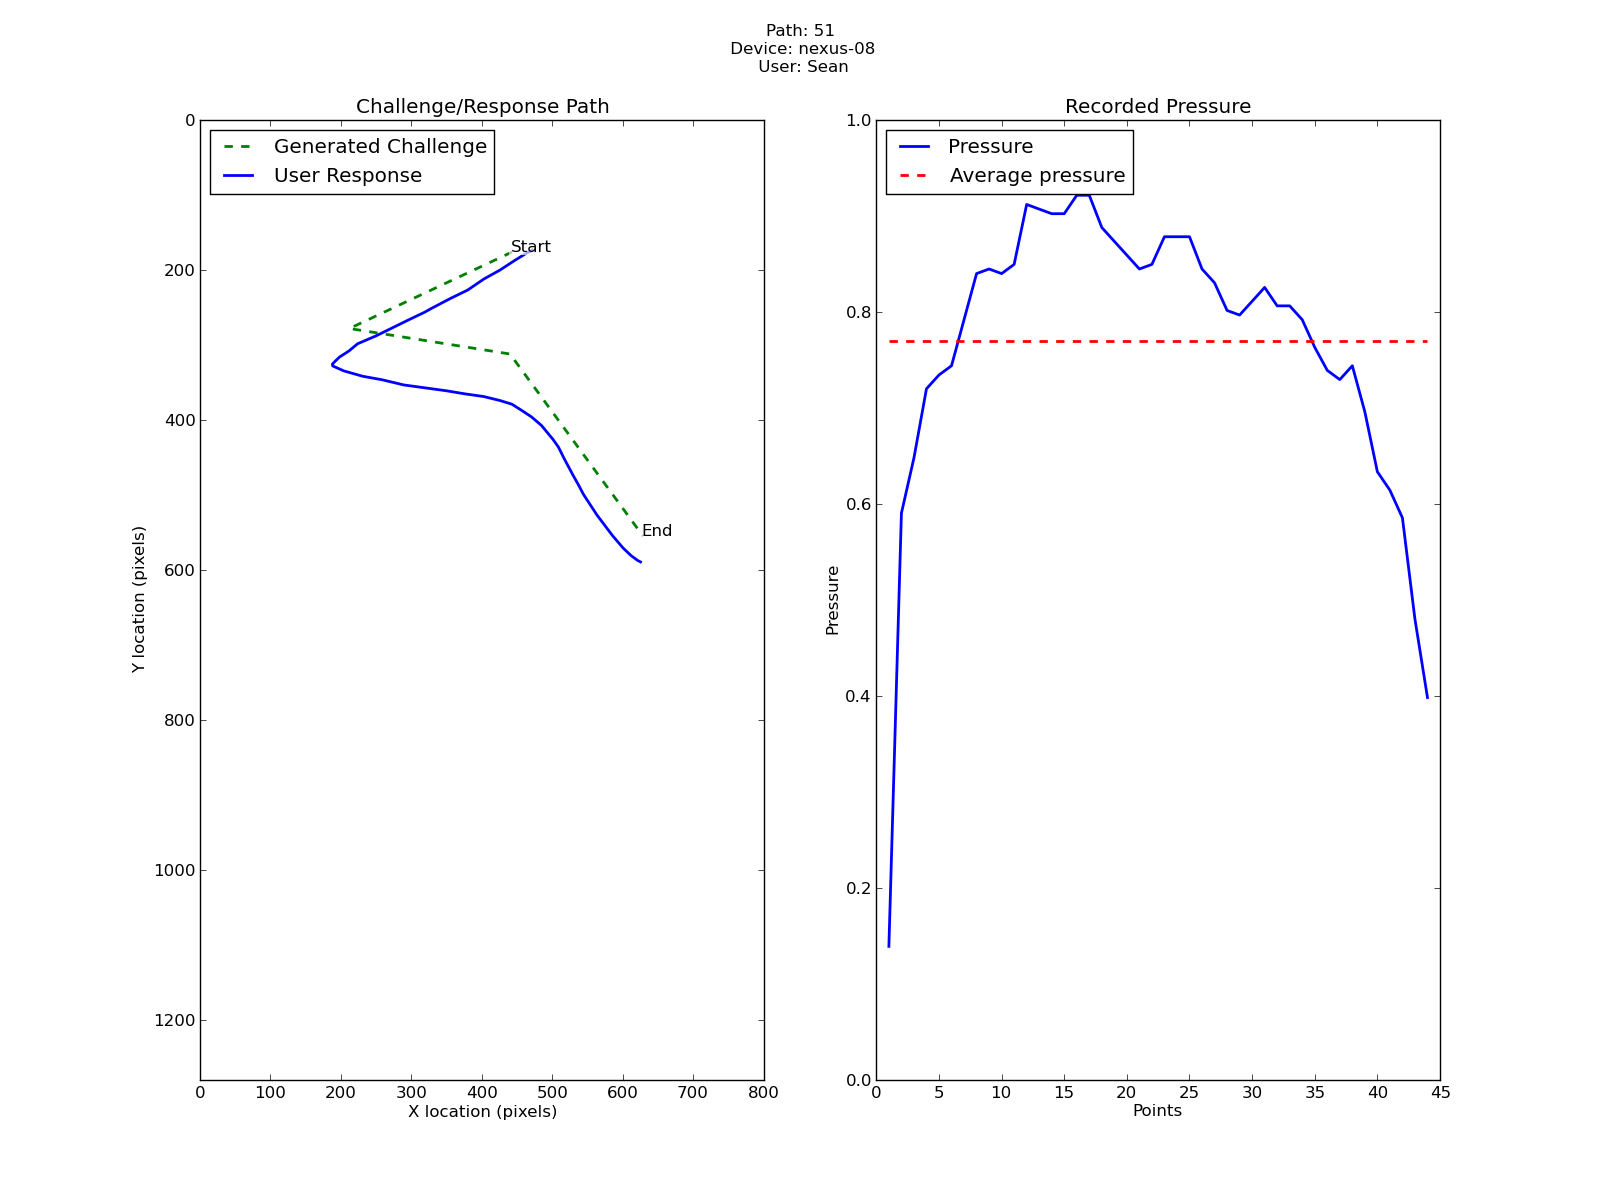 Path: 51
Device: nexus-08
User: Sean
Challenge/Response Path
Generated Challenge
User Response
Start
End
0
200
400
600
800
1000
1200
Y location (pixels)
0 100 200 300 400 500 600 700 800
X location (pixels)
Recorded Pressure
Pressure
Average pressure
1.0
0.8
0.6
0.4
0.2
0.0
Pressure
0 5 10 15 20 25 30 35 40 45
Points